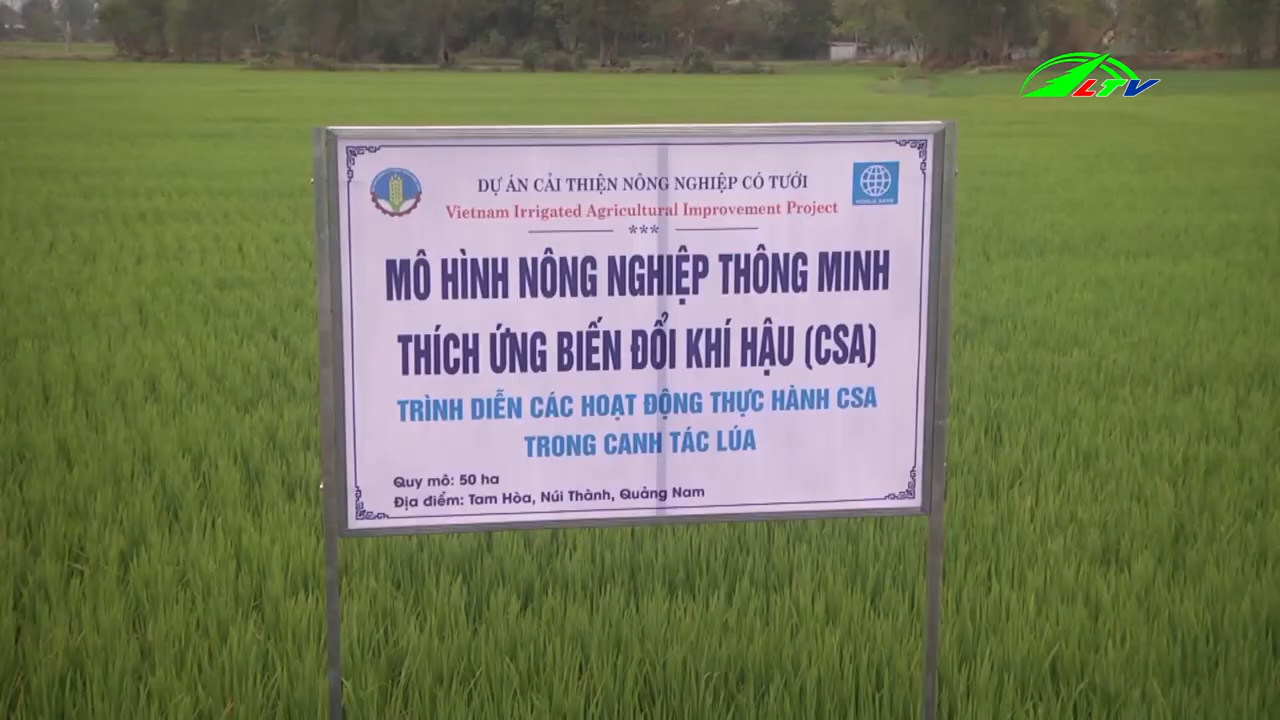 LTV
DỰ ÁN CẢI THIỆN NÔNG NGHIỆP CÓ TƯỚI
Vietnam Irrigated Agricultural Improvement Project
***
WORLD BANK
MÔ HÌNH NÔNG NGHIỆP THÔNG MINH
THÍCH ỨNG BIẾN ĐỔI KHÍ HẬU (CSA)
TRÌNH DIỄN CÁC HOẠT ĐỘNG THỰC HÀNH CSA
TRONG CANH TÁC LÚA
Quy mô: 50 ha
Địa điểm: Tam Hòa, Núi Thành, Quảng Nam